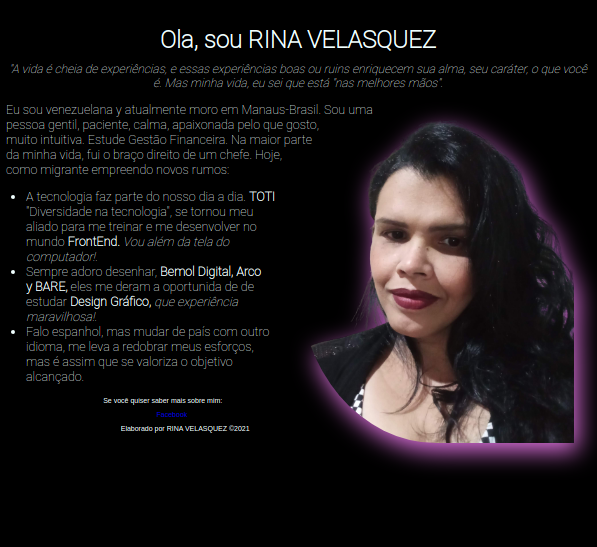 Ola, sou RINA VELASQUEZ
"A vida é cheia de experiências, e essas experiências boas ou ruins enriquecem sua alma, seu caráter, o que você
é. Mas minha vida, eu sei que está "nas melhores mãos".
Eu sou venezuelana y atualmente moro em Manaus-Brasil. Sou uma
pessoa gentil, paciente, calma, apaixonada pelo que gosto,
muito intuitiva. Estude Gestão Financeira. Na maior parte
da minha vida, fui o braço direito de um chefe. Hoje,
como migrante empreendo novos rumos:
A tecnologia faz parte do nosso dia a dia. TOTI
"Diversidade na tecnologia", se tornou meu
aliado para me treinar e me desenvolver no
mundo FrontEnd. Vou além da tela do
computador!.
Sempre adoro desenhar, Bemol Digital, Arco
y BARE, eles me deram a oportunida de de
estudar Design Gráfico, que experiência
maravilhosa!.
Falo espanhol, mas mudar de país com outro
idioma, me leva a redobrar meus esforços,
mas é assim que se valoriza o objetivo
alcançado.
Se você quiser saber mais sobre mim:
Elaborado por RINA VELASQUEZ ©2021